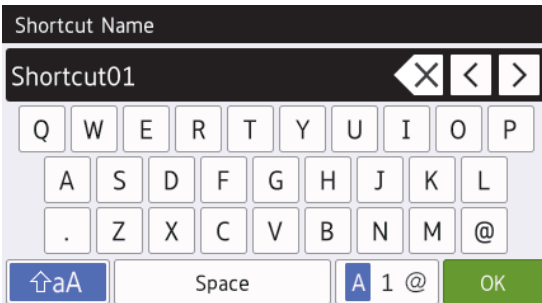 Shortcut Name
Shortcut01
Q W E R T Y U I O P
A S D F G H J K L
. Z X C V B N M @
aA Space A 1 @ OK